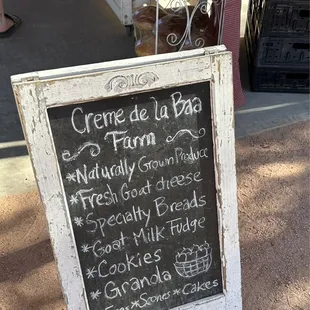 Creme de la Baa
Farm
*Naturally Grown Produce
*Fresh Goat cheese
*Specialty Breads
*Goat Milk Fudge
*Cookies
*Granola
*Scones *Cakes